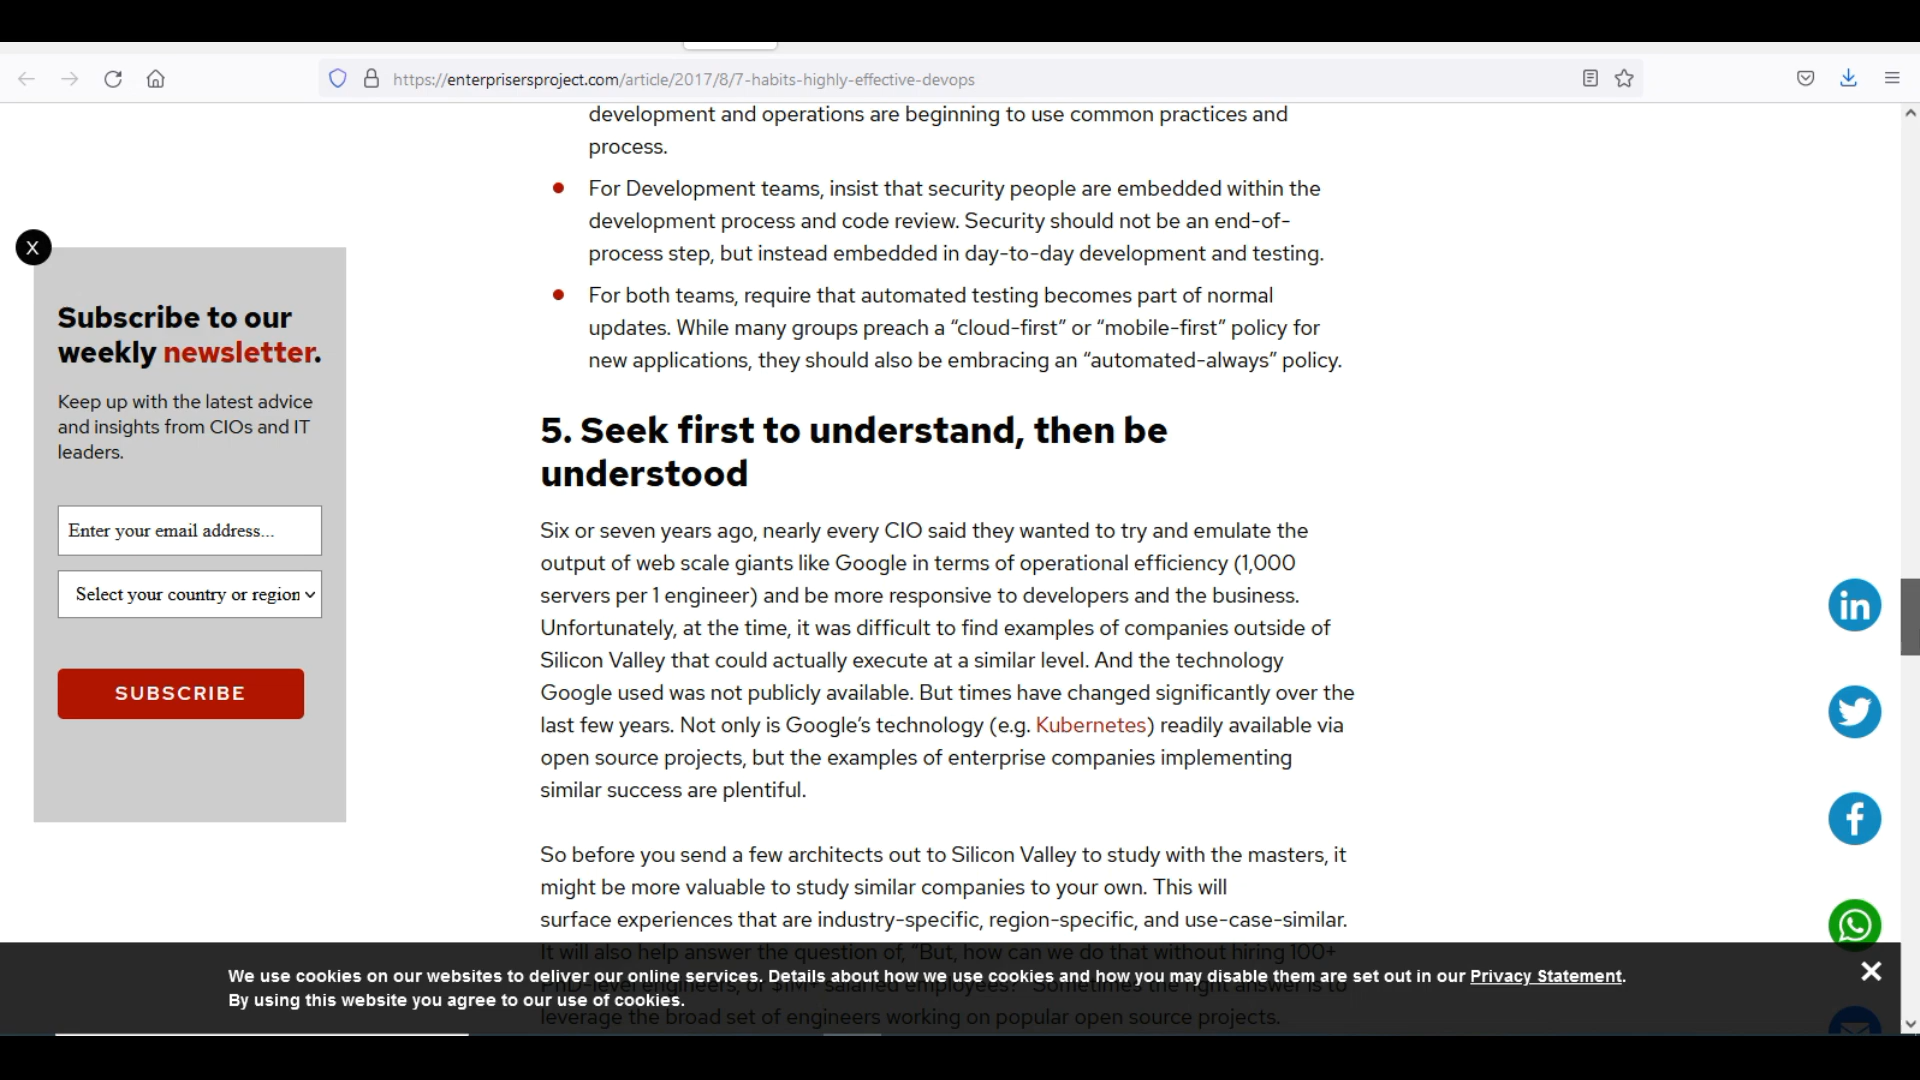 https://enterprisersproject.com/article/2017/8/7-habits-highly-effective-devops
development and operations are beginning to use common practices and
process.
For Development teams, insist that security people are embedded within the
development process and code review. Security should not be an end-of-
process step, but instead embedded in day-to-day development and testing.
For both teams, require that automated testing becomes part of normal
updates. While many groups preach a “cloud-first” or “mobile-first” policy for
new applications, they should also be embracing an “automated-always” policy.
X
Subscribe to our
weekly newsletter.
Keep up with the latest advice
and insights from CIOs and IT
leaders.
Enter your email address...
Select your country or region
SUBSCRIBE
5. Seek first to understand, then be
understood
Six or seven years ago, nearly every CIO said they wanted to try and emulate the
output of web scale giants like Google in terms of operational efficiency (1,000
servers per 1 engineer) and be more responsive to developers and the business.
Unfortunately, at the time, it was difficult to find examples of companies outside of
Silicon Valley that could actually execute at a similar level. And the technology
Google used was not publicly available. But times have changed significantly over the
last few years. Not only is Google’s technology (e.g. Kubernetes) readily available via
open source projects, but the examples of enterprise companies implementing
similar success are plentiful.
So before you send a few architects out to Silicon Valley to study with the masters, it
might be more valuable to study similar companies to your own. This will
surface experiences that are industry-specific, region-specific, and use-case-similar.
It will also help answer the question of, “But, how can we do that without hiring 100+
PhD-level engineers, or $1M+ salaried employees?” Sometimes the right answer is to
leverage the broad set of engineers working on popular open source projects.
We use cookies on our websites to deliver our online services. Details about how we use cookies and how you may disable them are set out in our Privacy Statement.
By using this website you agree to our use of cookies.
in
f